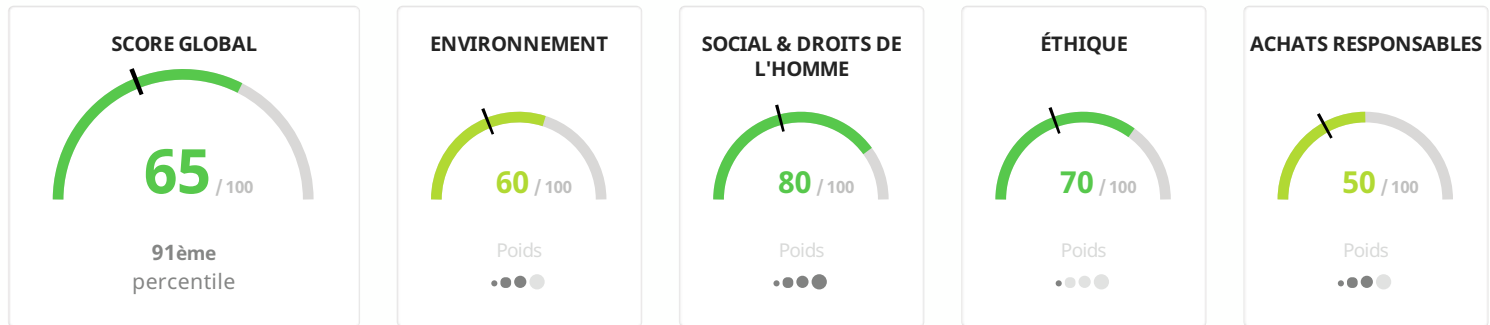 SCORE GLOBAL
65 / 100
91ème
percentile
ENVIRONNEMENT
60 / 100
Poids
SOCIAL & DROITS DE
L'HOMME
80 / 100
Poids
ÉTHIQUE
70 / 100
Poids
ACHATS RESPONSABLES
50 / 100
Poids